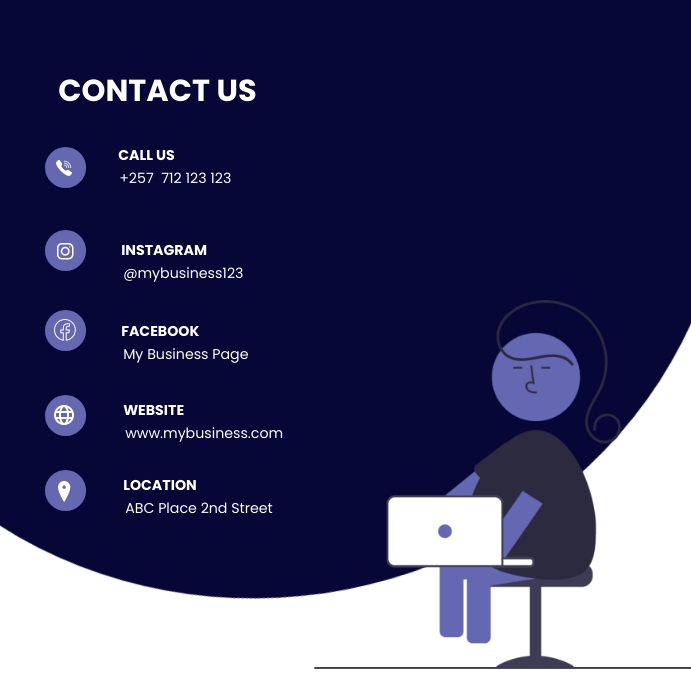 CONTACT US
CALL US
+257  712 123 123
INSTAGRAM
@mybusiness123
FACEBOOK
My Business Page
WEBSITE
www.mybusiness.com
LOCATION
ABC Place 2nd Street